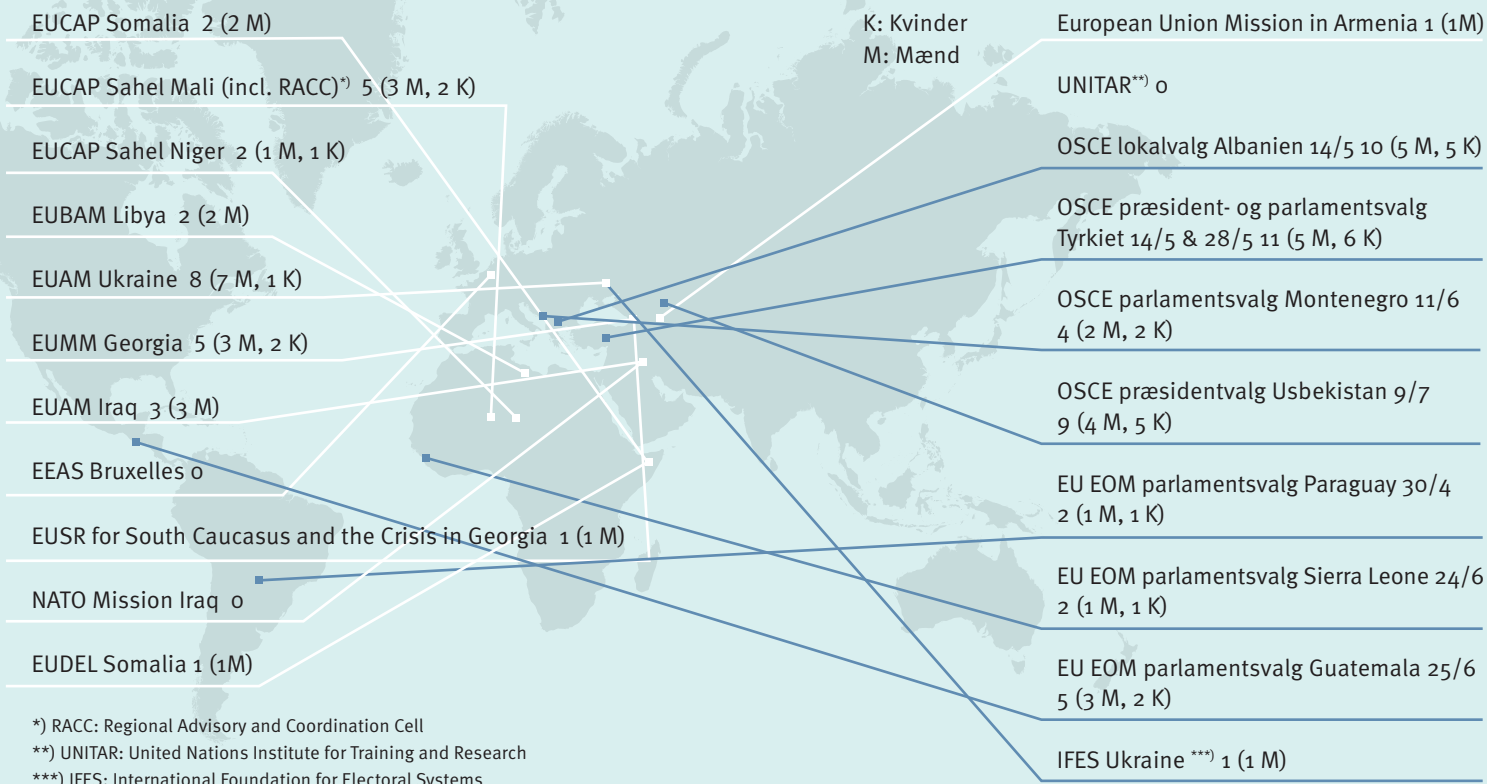 EUCAP Somalia 2 (2 M)
EUCAP Sahel Mali (incl. RACC)*) 5 (3 M, 2 K)
EUCAP Sahel Niger 2 (1 M, 1 K)
EUBAM Libya 2 (2 M)
EUAM Ukraine 8 (7 M, 1 K)
EUMM Georgia 5 (3 M, 2 K)
EUAM Iraq 3 (3 M)
EEAS Bruxelles 0
EUSR for South Caucasus and the Crisis in Georgia 1 (1 M)
NATO Mission Iraq 0
EUDEL Somalia 1 (1M)
*) RACC: Regional Advisory and Coordination Cell
**) UNITAR: United Nations Institute for Training and Research
***) IFES: International Foundation for Electoral Systems
K: Kvinder
M: Mænd
European Union Mission in Armenia 1 (1M)
UNITAR**) 0
OSCE lokalvalg Albanien 14/5 10 (5 M, 5 K)
OSCE præsident- og parlamentsvalg
Tyrkiet 14/5 & 28/5 11 (5 M, 6 K)
OSCE parlamentsvalg Montenegro 11/6
4 (2 M, 2 K)
OSCE præsidentvalg Usbekistan 9/7
9 (4 M, 5 K)
EU EOM parlamentsvalg Paraguay 30/4
2 (1 M, 1 K)
EU EOM parlamentsvalg Sierra Leone 24/6
2 (1 M, 1 K)
EU EOM parlamentsvalg Guatemala 25/6
5 (3 M, 2 K)
IFES Ukraine ***) 1 (1 M)